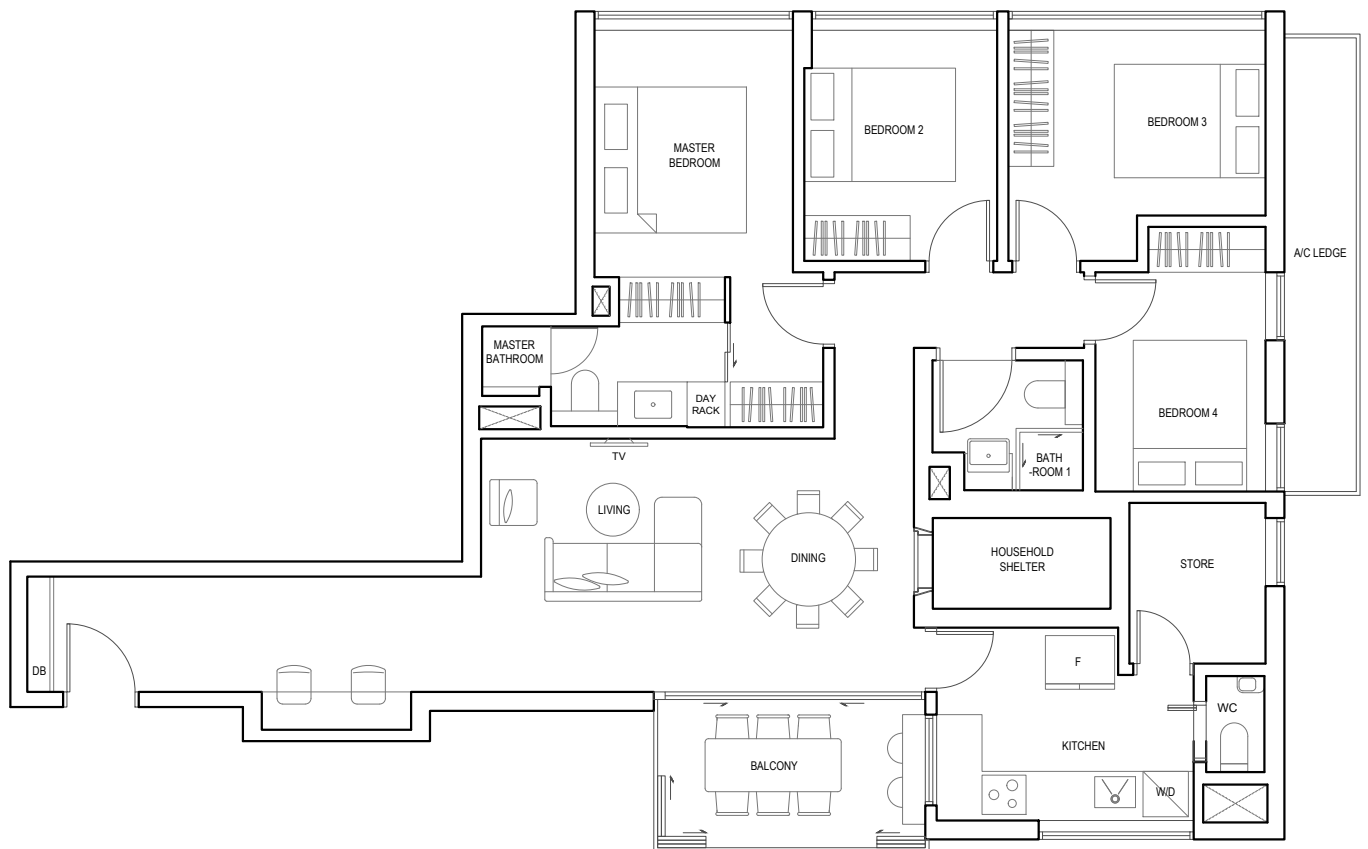 MASTER
BEDROOM
BEDROOM 2
BEDROOM 3
A/C LEDGE
MASTER
BATHROOM
DAY
RACK
BEDROOM 4
TV
BATH
-ROOM 1
LIVING
DINING
HOUSEHOLD
SHELTER
STORE
DB
F
WC
KITCHEN
BALCONY
W/D